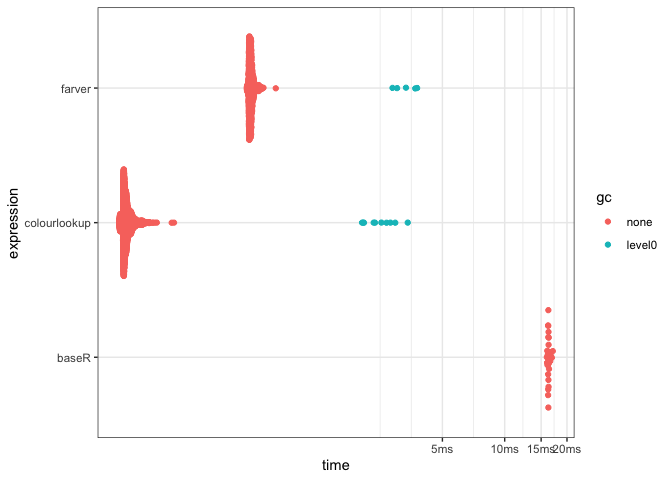 farver
colourlookup
baseR
expression
5ms
10ms
15ms
20ms
time
gc
none
level0